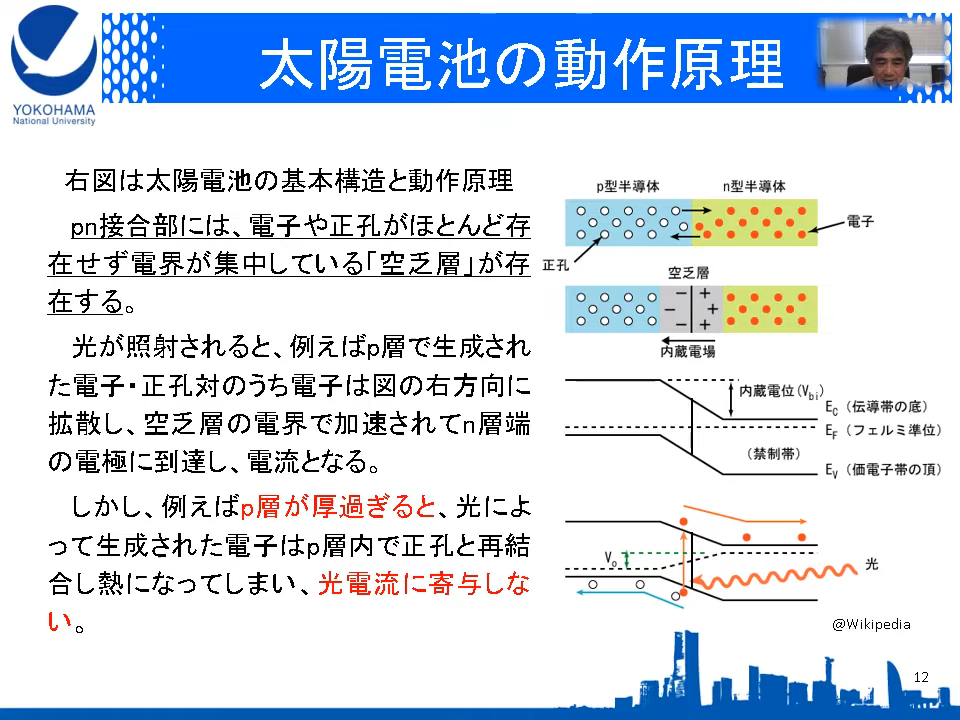 YOKOHAMA
National University
太陽電池の動作原理
右図は太陽電池の基本構造と動作原理
pn接合部には、電子や正孔がほとんど存
在せず電界が集中している「空乏層」が存
在する。
光が照射されると、例えばp層で生成され
た電子・正孔対のうち電子は図の右方向に
拡散し、空乏層の電界で加速されてn層端
の電極に到達し、電流となる。
しかし、例えばp層が厚過ぎると、光によ
って生成された電子はp層内で正孔と再結
合し熱になってしまい、光電流に寄与しな
い。
p型半導体
n型半導体
電子
正孔
空乏層
− +
− +
− +
内蔵電場
内蔵電位(Vbi)
EC (伝導帯の底)
EF (フェルミ準位)
(禁制帯)
EV (価電子帯の頂)
Vo
光
@Wikipedia
12